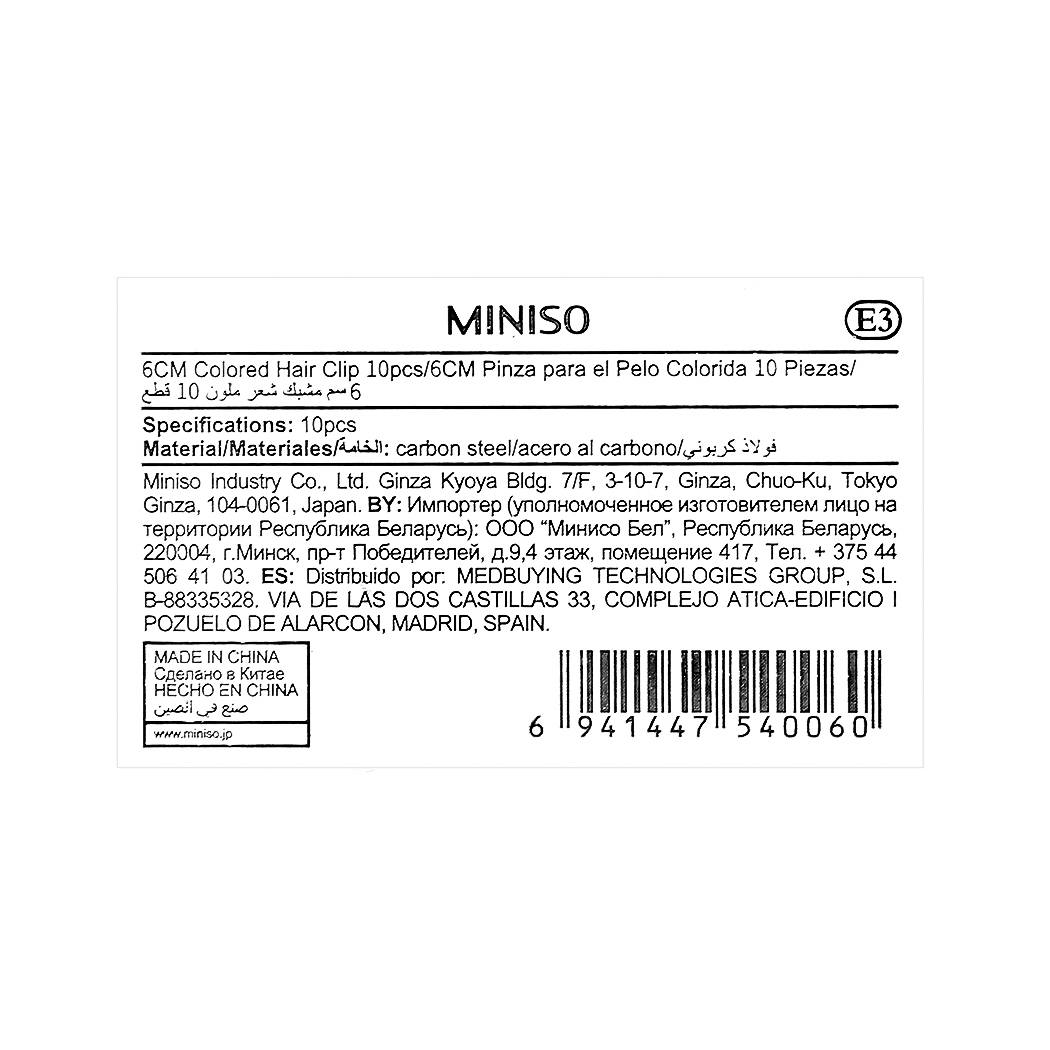 MINISO
E3
6CM Colored Hair Clip 10pcs/6CM Pinza para el Pelo Colorida 10 Piezas/
6 سم مشبك شعر ملون 10 قطع
Specifications: 10pcs
Material/Materiales/الخامة: carbon steel/acero al carbono/فولاذ كربوني
Miniso Industry Co., Ltd. Ginza Kyoya Bldg. 7/F, 3-10-7, Ginza, Chuo-Ku, Tokyo
Ginza, 104-0061, Japan. BY: Импортер (уполномоченное изготовителем лицо на
территории Республика Беларусь): ООО “Минисо Бел”, Республика Беларусь,
220004, г.Минск, пр-т Победителей, д.9,4 этаж, помещение 417, Тел. + 375 44
506 41 03. ES: Distribuido por: MEDBUYING TECHNOLOGIES GROUP, S.L.
B-88335328. VIA DE LAS DOS CASTILLAS 33, COMPLEJO ATICA-EDIFICIO I
POZUELO DE ALARCON, MADRID, SPAIN.
MADE IN CHINA
Сделано в Китае
HECHO EN CHINA
صنع في الصين
www.miniso.jp
6 941447 540060